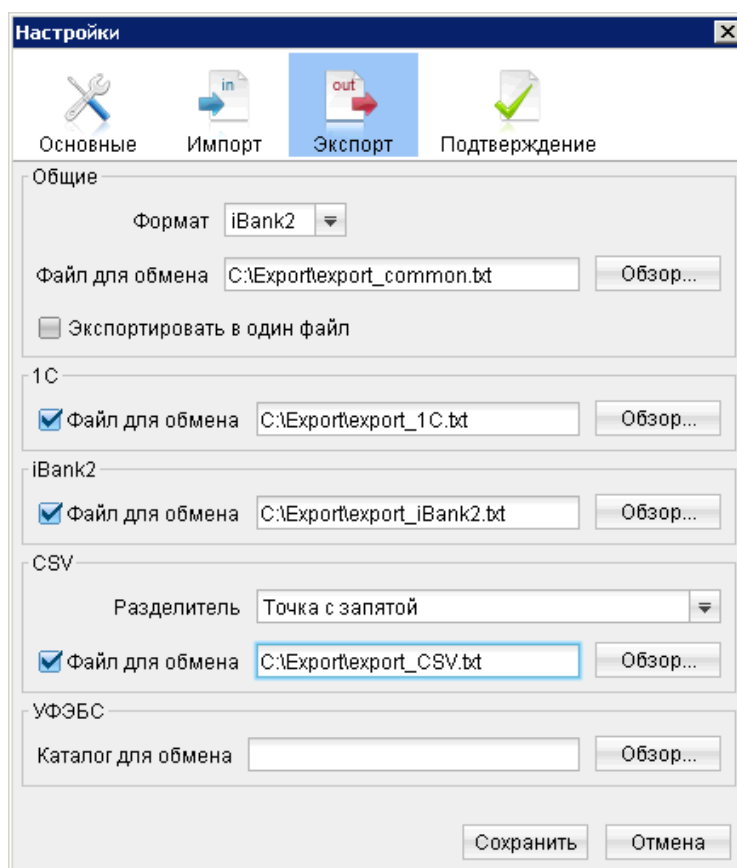 Настройки
in
out
Основные Импорт Экспорт Подтверждение
Общие
Формат iBank2
Файл для обмена C:\Export\export_common.txt Обзор...
Экспортировать в один файл
1C
Файл для обмена C:\Export\export_1C.txt Обзор...
iBank2
Файл для обмена C:\Export\export_iBank2.txt Обзор...
CSV
Разделитель Точка с запятой
Файл для обмена C:\Export\export_CSV.txt Обзор...
УФЭБС
Каталог для обмена Обзор...
Сохранить Отмена